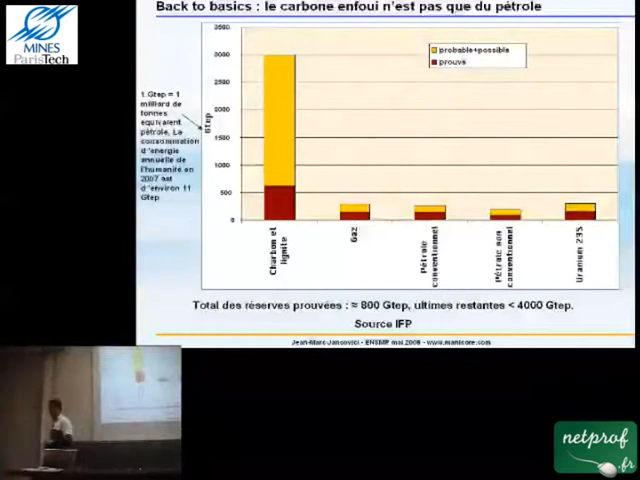 Back to basics : le carbone enfoui n'est pas que du pétrole
MINES
ParisTech
3500
3000
2500
2000
1500
1000
500
0
Gtep
probable+possible
prouvé
1 Gtep = 1
milliard de
tonnes
équivalent
pétrole. La
consommation
d'énergie
annuelle de
l'humanité en
2007 est
d'environ 11
Gtep
Charbon et
lignite
Gaz
Pétrole
conventionnel
Pétrole non
conventionnel
Uranium 235
Total des réserves prouvées : ≈ 800 Gtep, ultimes restantes < 4000 Gtep.
Source IFP
Jean-Marc Jancovici - ENSMP mai 2008 - www.manicore.com
netprof
.fr